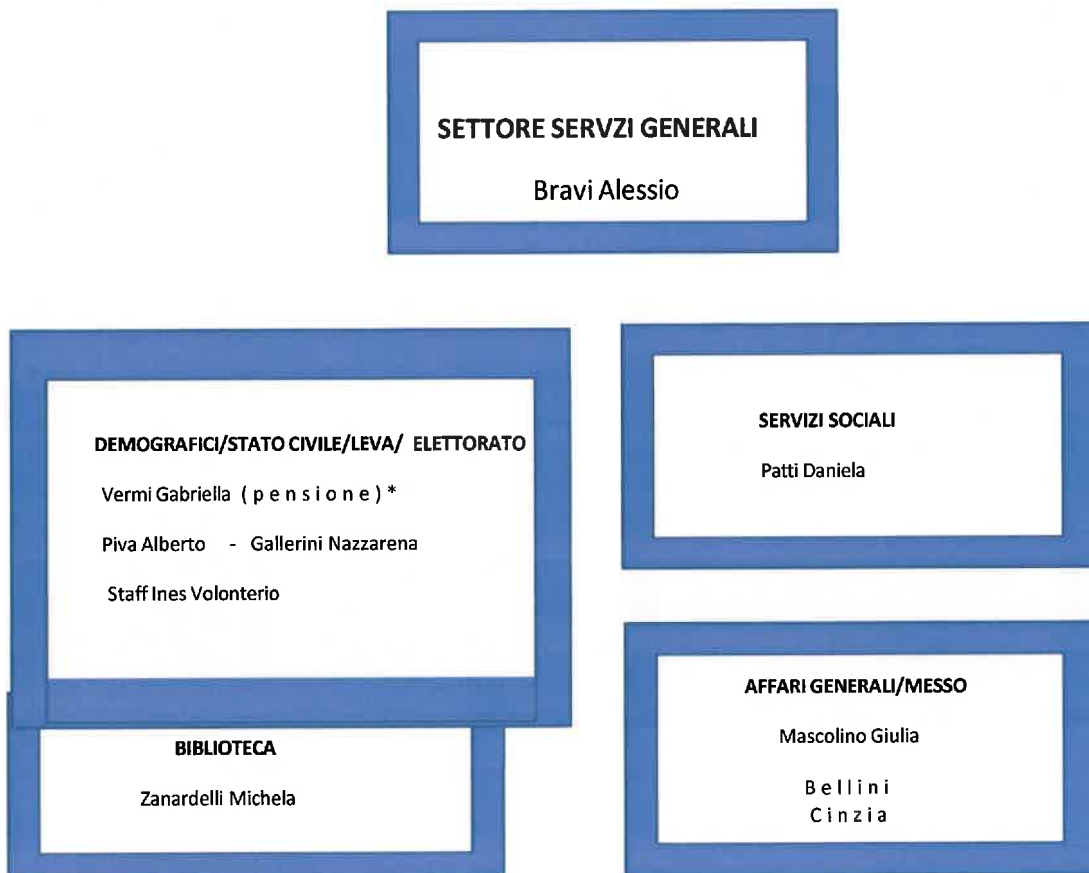 SETTORE SERVZI GENERALI
Bravi Alessio
DEMOGRAFICI/STATO CIVILE/LEVA/ ELETTORATO
Vermi Gabriella ( p e n s i o n e ) *
Piva Alberto - Gallerini Nazzarena
Staff Ines Volonterio
SERVIZI SOCIALI
Patti Daniela
BIBLIOTECA
Zanardelli Michela
AFFARI GENERALI/MESSO
Mascolino Giulia
B e l l i n i
C i n z i a